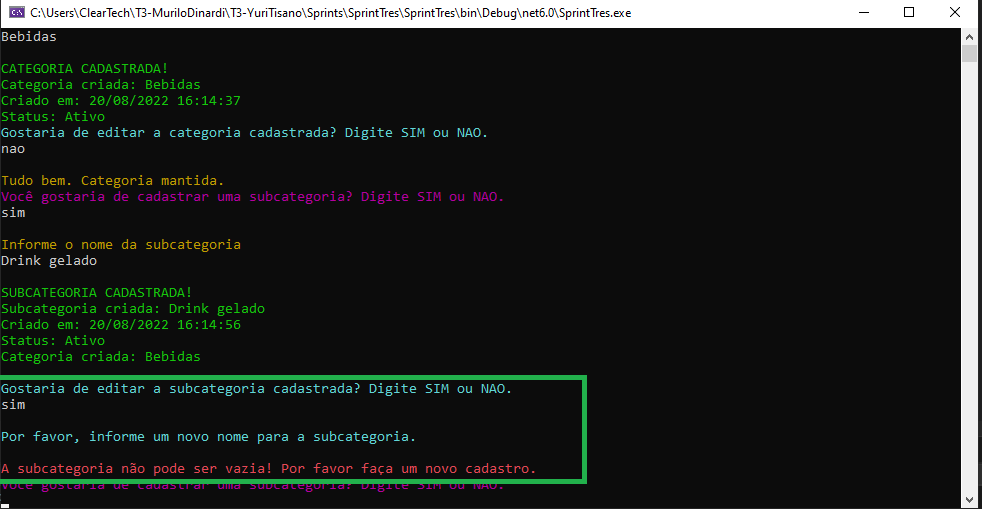 C:\Users\ClearTech\T3-MuriloDinardi\T3-YuriTisano\Sprints\SprintTres\SprintTres\bin\Debug\net6.0\SprintTres.exe
Bebidas
CATEGORIA CADASTRADA!
Categoria criada: Bebidas
Criado em: 20/08/2022 16:14:37
Status: Ativo
Gostaria de editar a categoria cadastrada? Digite SIM ou NAO.
nao
Tudo bem. Categoria mantida.
Você gostaria de cadastrar uma subcategoria? Digite SIM ou NAO.
sim
Informe o nome da subcategoria
Drink gelado
SUBCATEGORIA CADASTRADA!
Subcategoria criada: Drink gelado
Criado em: 20/08/2022 16:14:56
Status: Ativo
Categoria criada: Bebidas
Gostaria de editar a subcategoria cadastrada? Digite SIM ou NAO.
sim
Por favor, informe um novo nome para a subcategoria.
A subcategoria não pode ser vazia! Por favor faça um novo cadastro.
Você gostaria de cadastrar uma subcategoria? Digite SIM ou NAO.